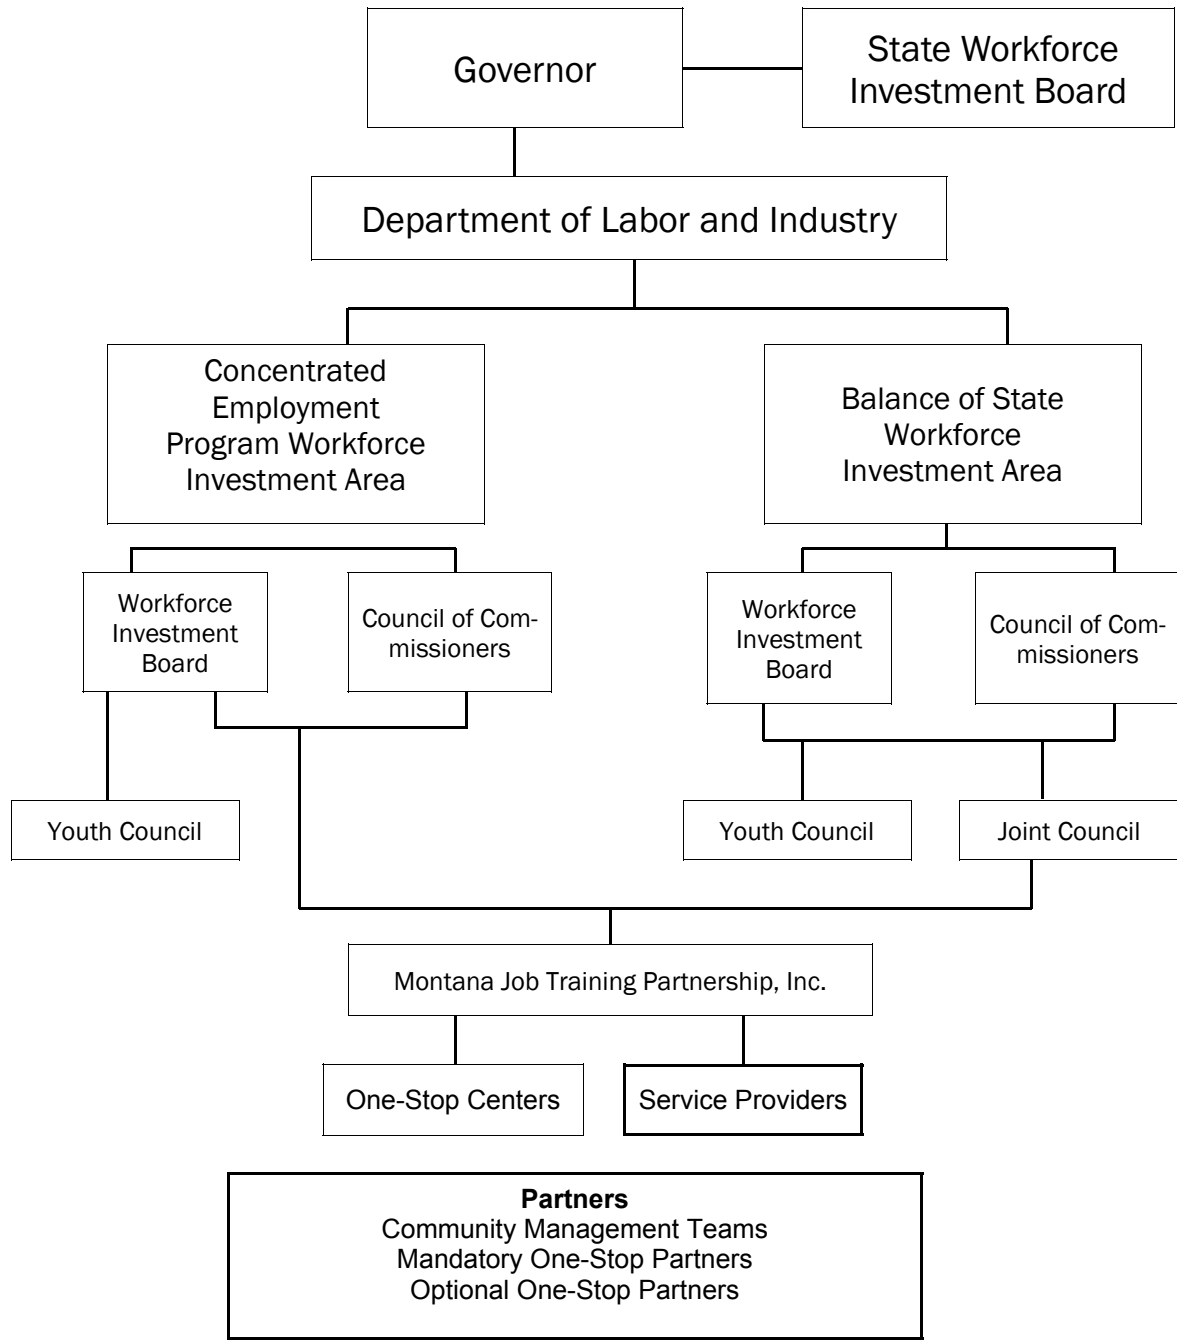 Governor
State Workforce
Investment Board
Department of Labor and Industry
Concentrated
Employment
Program Workforce
Investment Area
Balance of State
Workforce
Investment Area
Workforce
Investment
Board
Council of Com-
missioners
Workforce
Investment
Board
Council of Com-
missioners
Youth Council
Youth Council
Joint Council
Montana Job Training Partnership, Inc.
One-Stop Centers
Service Providers
Partners
Community Management Teams
Mandatory One-Stop Partners
Optional One-Stop Partners